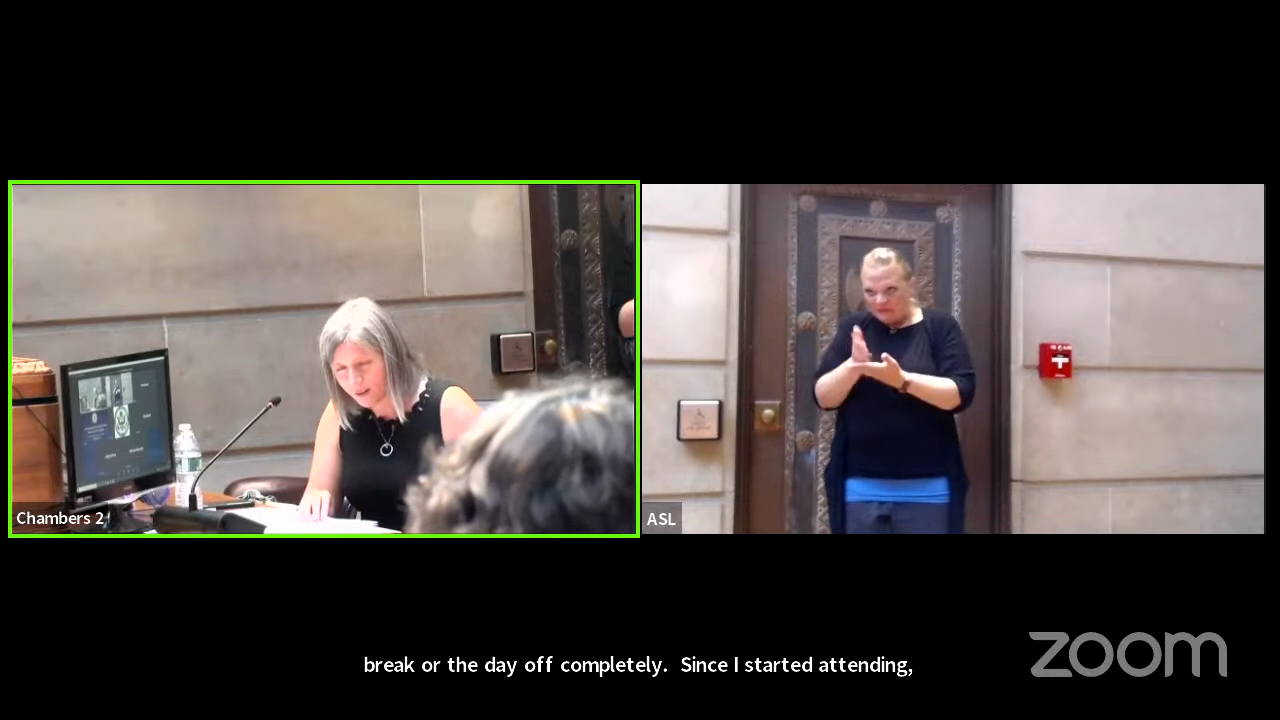 Chambers 2
ASL
break or the day off completely.  Since I started attending,
zoom